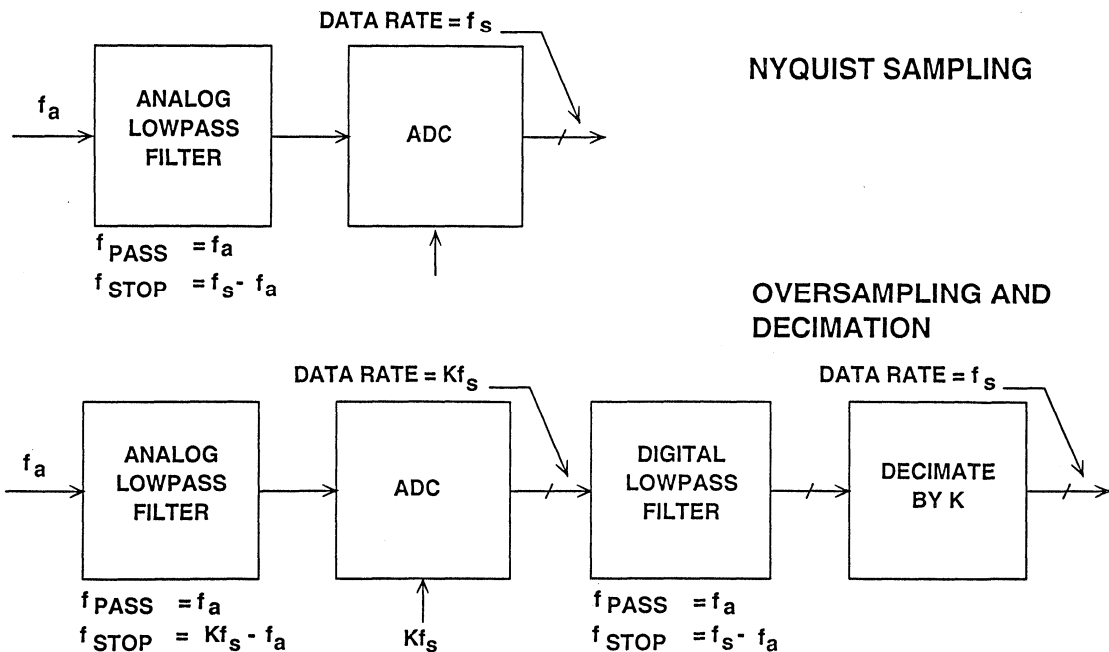 DATA RATE = fs
NYQUIST SAMPLING
fa
ANALOG
LOWPASS
FILTER
ADC
fPASS = fa
fSTOP = fs - fa
OVERSAMPLING AND
DECIMATION
DATA RATE = Kfs
DATA RATE = fs
fa
ANALOG
LOWPASS
FILTER
ADC
DIGITAL
LOWPASS
FILTER
DECIMATE
BY K
fPASS = fa
fSTOP = Kfs - fa
Kfs
fPASS = fa
fSTOP = fs - fa